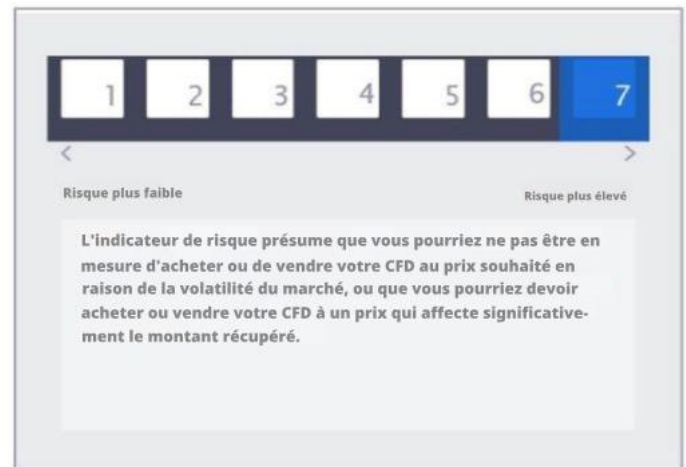 1 2 3 4 5 6 7
< >
Risque plus faible Risque plus élevé
L'indicateur de risque présume que vous pourriez ne pas être en
mesure d'acheter ou de vendre votre CFD au prix souhaité en
raison de la volatilité du marché, ou que vous pourriez devoir
acheter ou vendre votre CFD à un prix qui affecte significative-
ment le montant récupéré.